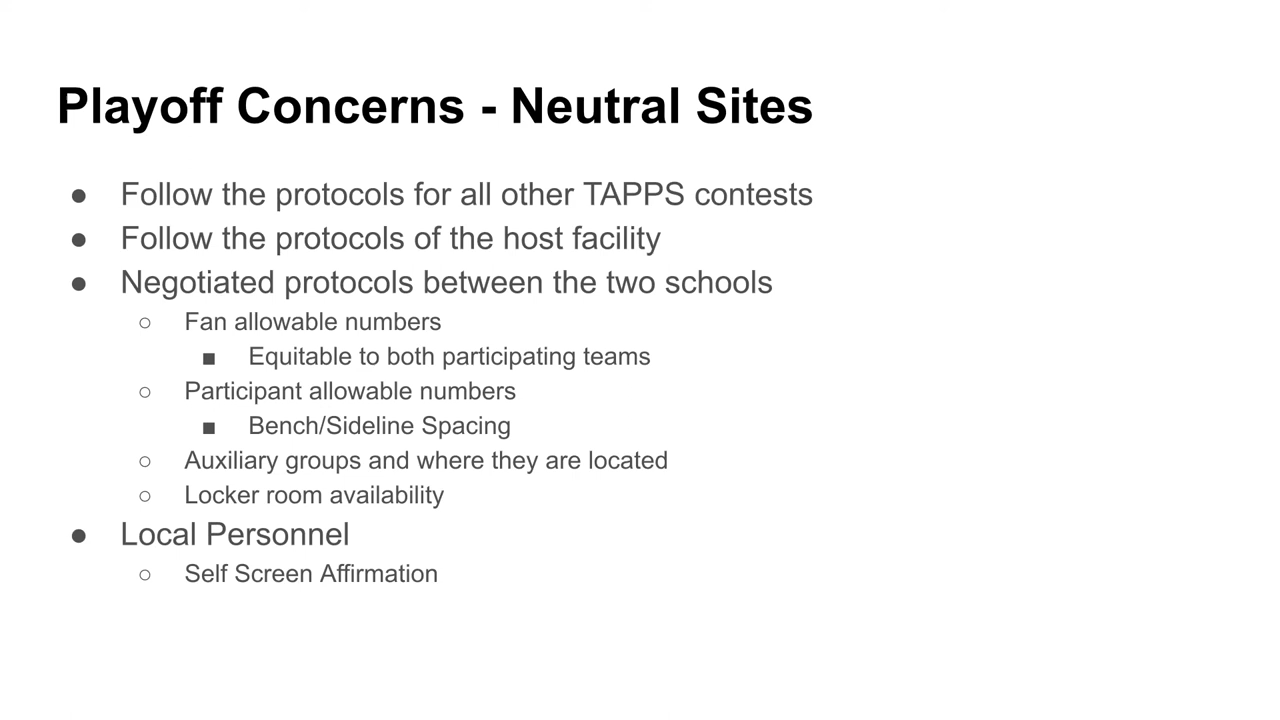 Playoff Concerns - Neutral Sites
● Follow the protocols for all other TAPPS contests
● Follow the protocols of the host facility
● Negotiated protocols between the two schools
○ Fan allowable numbers
■ Equitable to both participating teams
○ Participant allowable numbers
■ Bench/Sideline Spacing
○ Auxiliary groups and where they are located
○ Locker room availability
● Local Personnel
○ Self Screen Affirmation